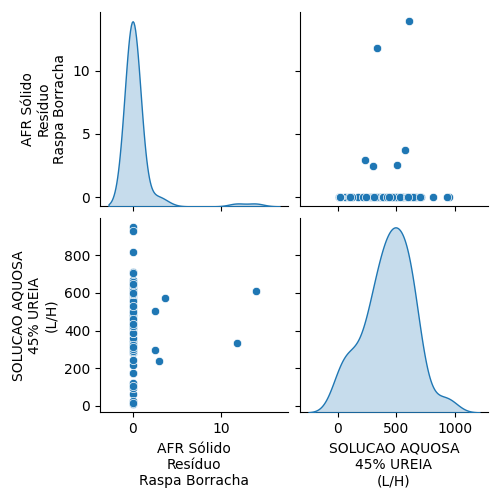 AFR Sólido
Resíduo
Raspa Borracha
10
5
0
SOLUCAO AQUOSA
45% UREIA
(L/H)
800
600
400
200
0
0 10
0 500 1000
AFR Sólido
Resíduo
Raspa Borracha
SOLUCAO AQUOSA
45% UREIA
(L/H)